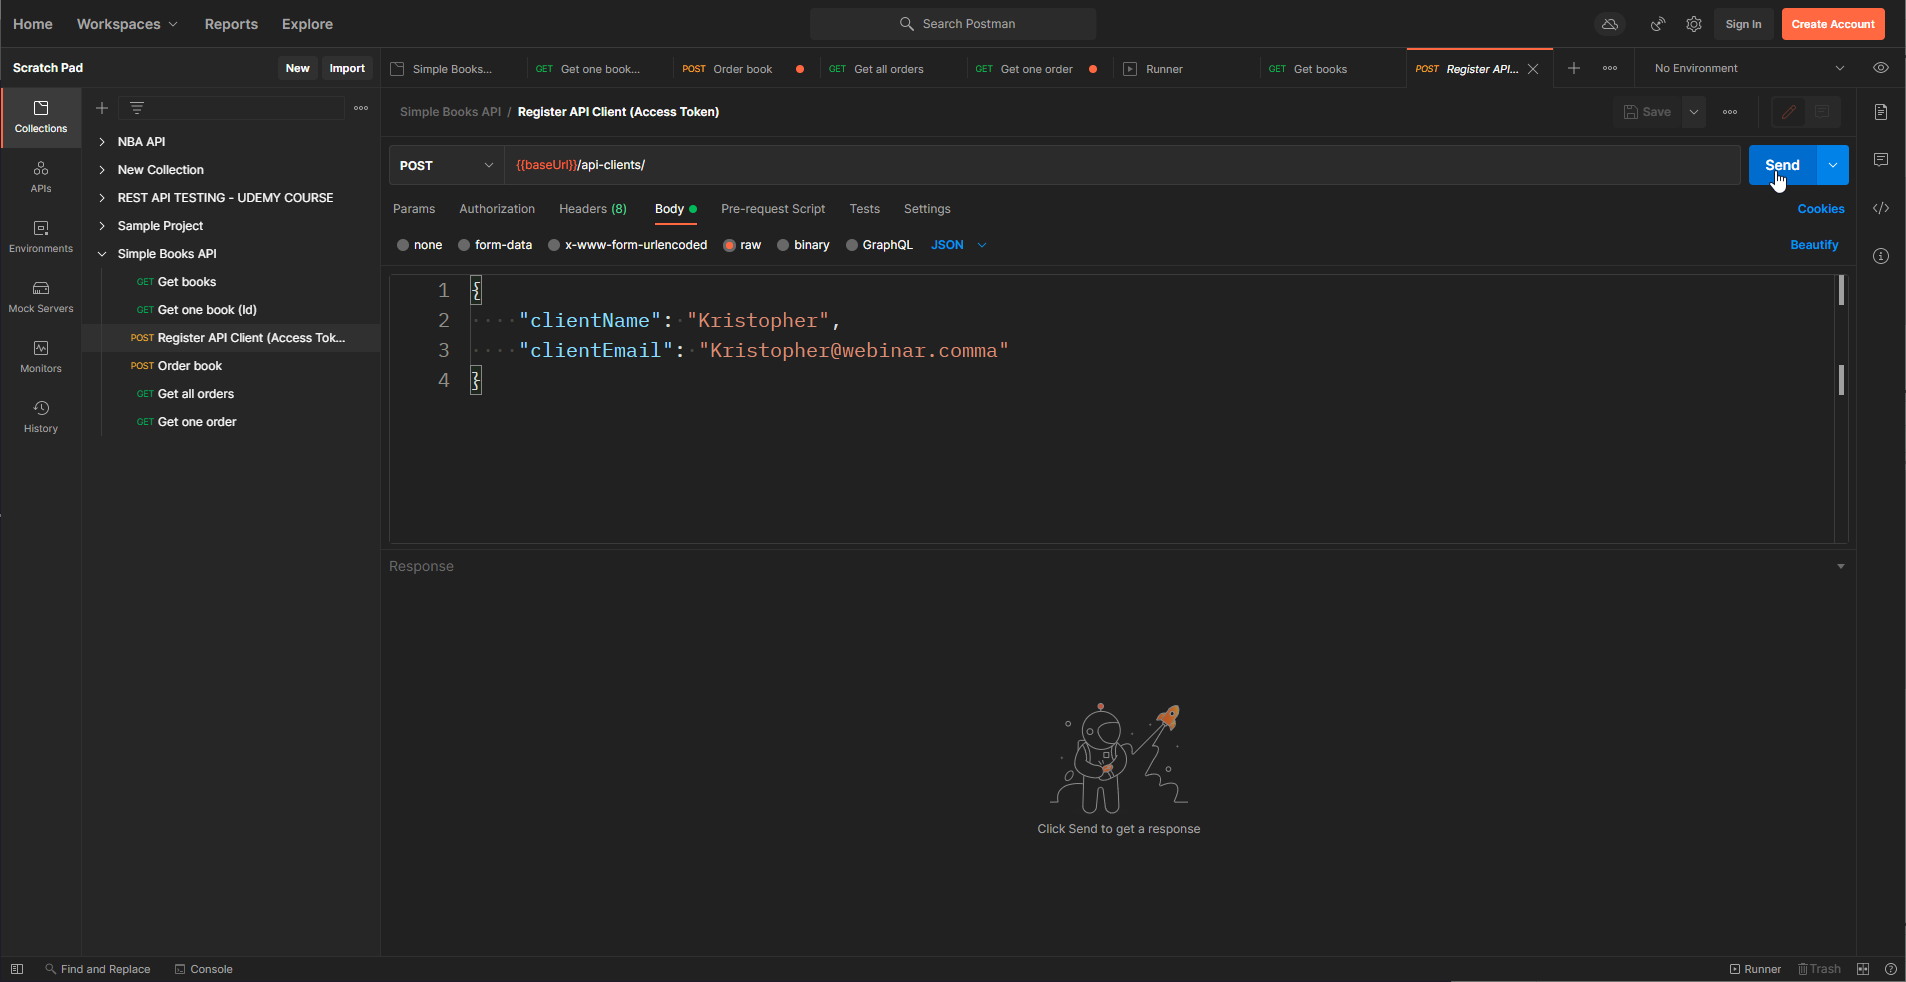 Home Workspaces Reports Explore Search Postman Sign In Create Account
Scratch Pad New Import
Simple Books... GET Get one book... POST Order book GET Get all orders GET Get one order Runner GET Get books POST Register API... No Environment
Collections
APIs
Environments
Mock Servers
Monitors
History
NBA API
New Collection
REST API TESTING - UDEMY COURSE
Sample Project
Simple Books API
GET Get books
GET Get one book (Id)
POST Register API Client (Access Tok...
POST Order book
GET Get all orders
GET Get one order
Simple Books API / Register API Client (Access Token) Save
POST {{baseUrl}}/api-clients/ Send
Params Authorization Headers (8) Body Pre-request Script Tests Settings Cookies
none form-data x-www-form-urlencoded raw binary GraphQL JSON Beautify
1 {
2 "clientName": "Kristopher",
3 "clientEmail": "Kristopher@webinar.comma"
4 }
Response
Click Send to get a response
Find and Replace Console Runner Trash